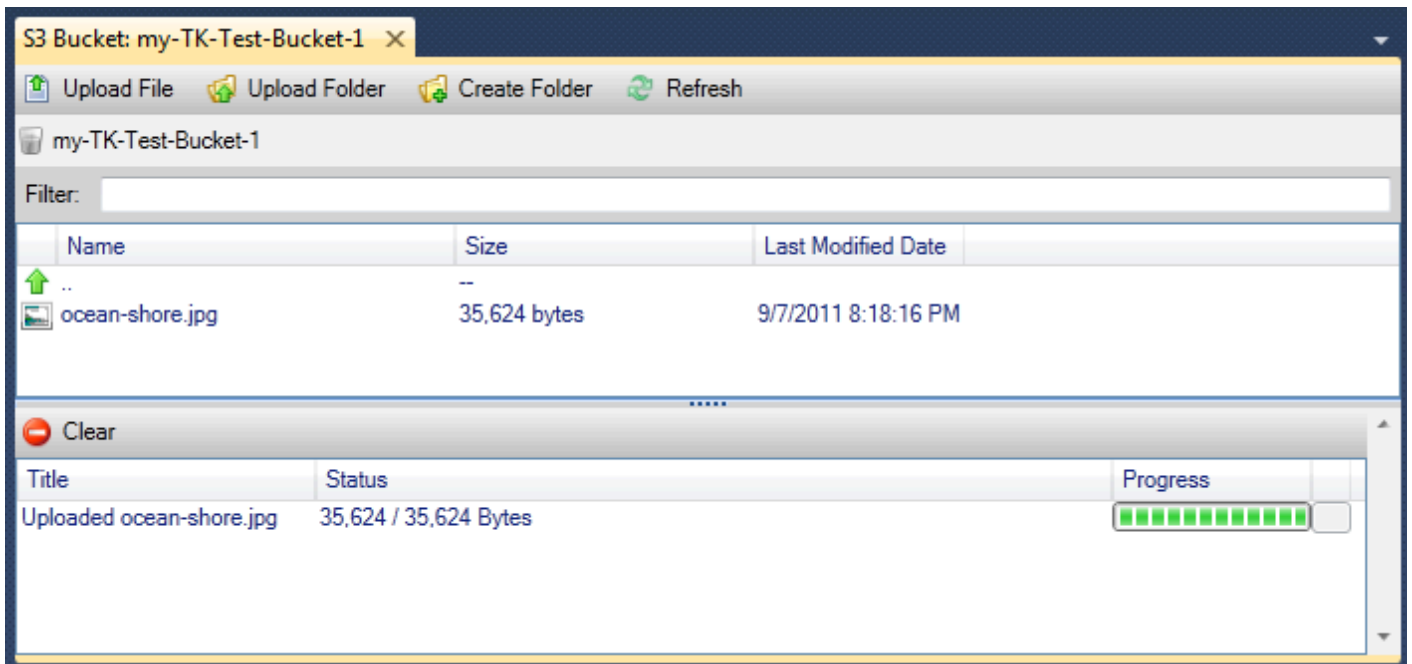 S3 Bucket: my-TK-Test-Bucket-1
Upload File Upload Folder Create Folder Refresh
my-TK-Test-Bucket-1
Filter:
Name Size Last Modified Date
.. --
ocean-shore.jpg 35,624 bytes 9/7/2011 8:18:16 PM
Clear
Title Status Progress
Uploaded ocean-shore.jpg 35,624 / 35,624 Bytes